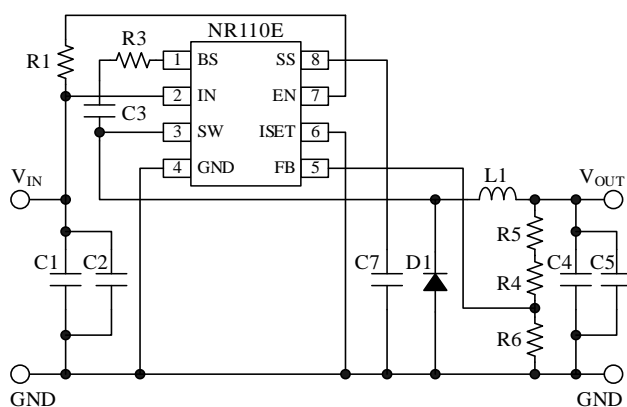 NR110E
R3
R1
1 BS SS 8
C3
2 IN EN 7
3 SW ISET 6
4 GND FB 5
VIN
L1
VOUT
R5
C1 C2
C7 D1
R4
C4 C5
R6
GND
GND